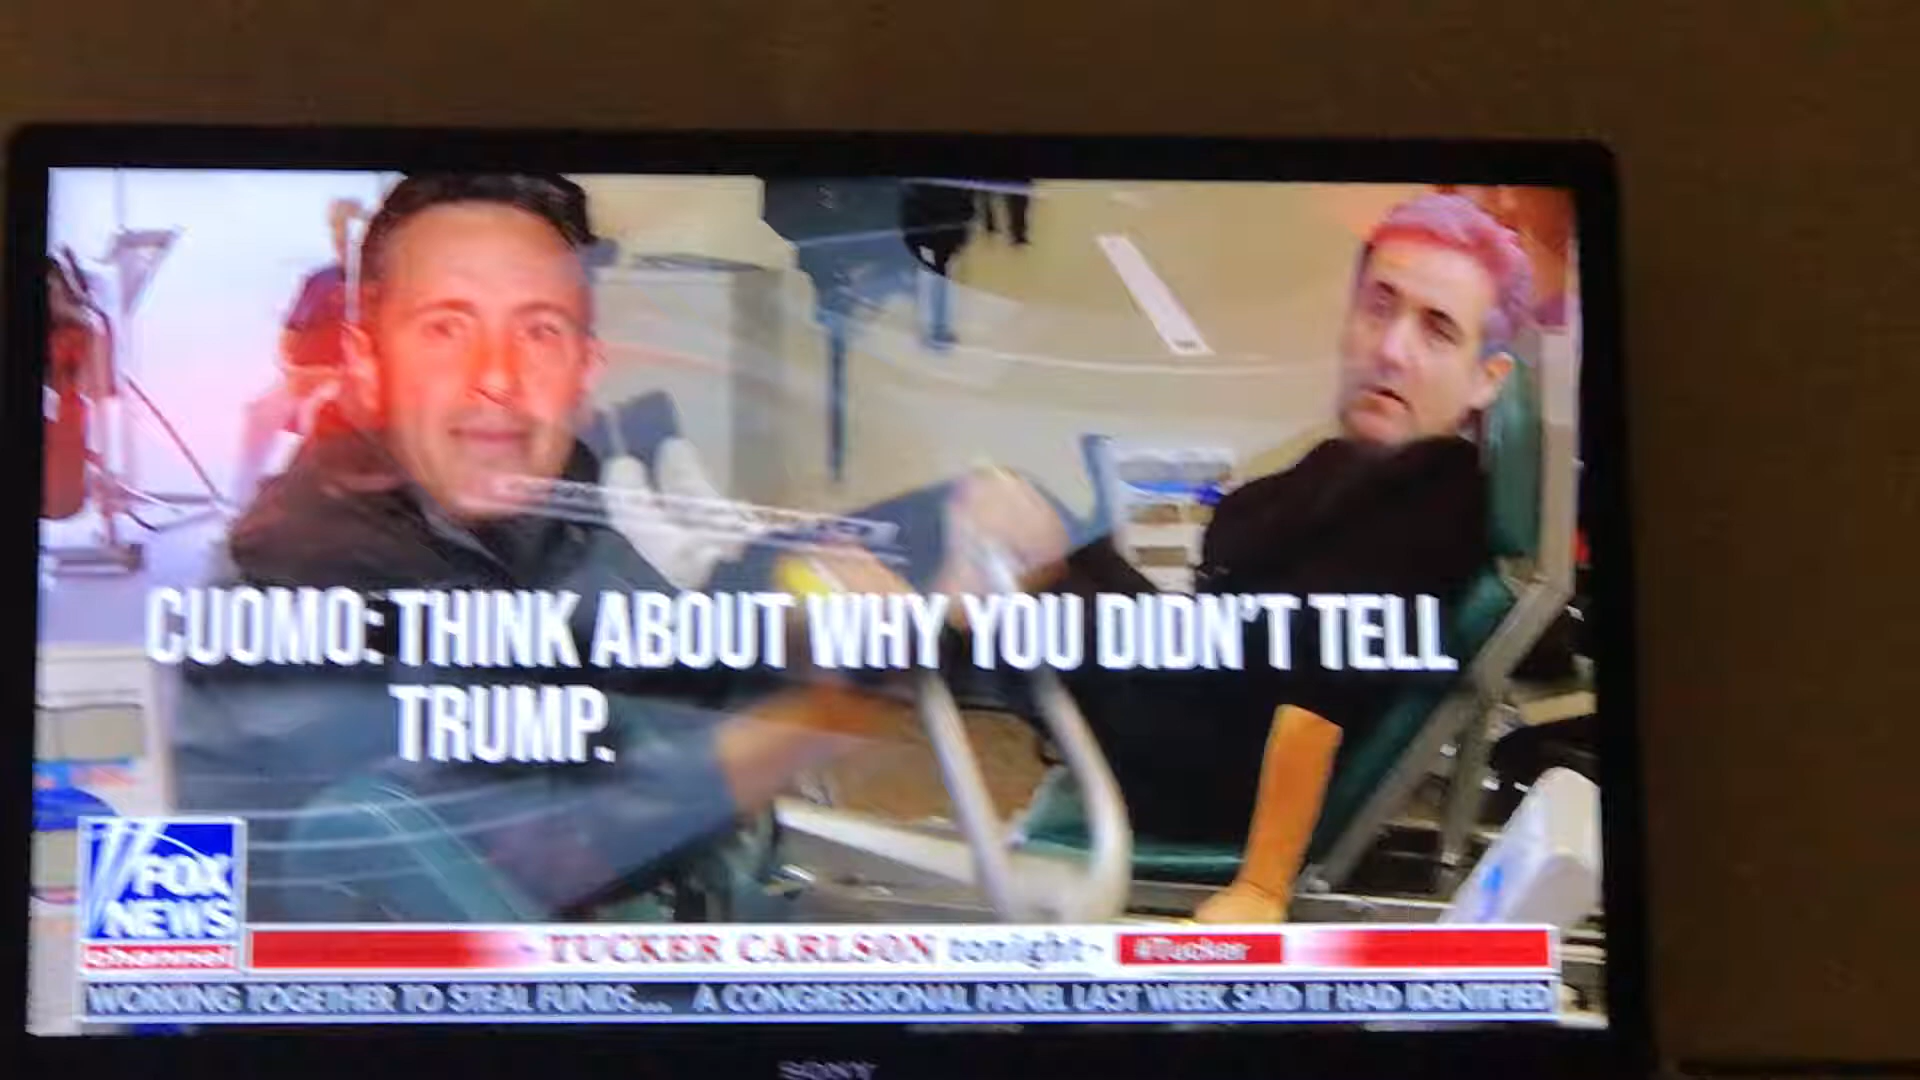 CUOMO: THINK ABOUT WHY YOU DIDN'T TELL
TRUMP.
FOX
NEWS
channel
TUCKER CARLSON tonight
#Tucker
WORKING TOGETHER TO STEAL FUNDS... A CONGRESSIONAL PANEL LAST WEEK SAID IT HAD IDENTIFIED
SONY